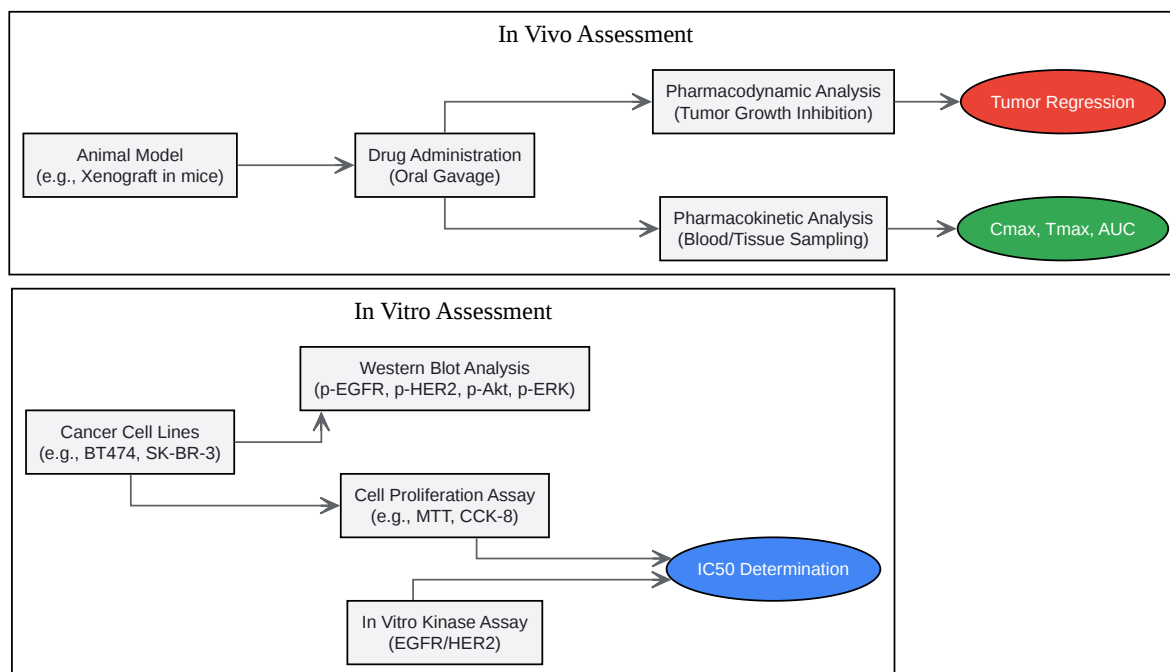 In Vivo Assessment
Pharmacodynamic Analysis
(Tumor Growth Inhibition)
Tumor Regression
Animal Model
(e.g., Xenograft in mice)
Drug Administration
(Oral Gavage)
Pharmacokinetic Analysis
(Blood/Tissue Sampling)
Cmax, Tmax, AUC
In Vitro Assessment
Western Blot Analysis
(p-EGFR, p-HER2, p-Akt, p-ERK)
Cancer Cell Lines
(e.g., BT474, SK-BR-3)
Cell Proliferation Assay
(e.g., MTT, CCK-8)
IC50 Determination
In Vitro Kinase Assay
(EGFR/HER2)